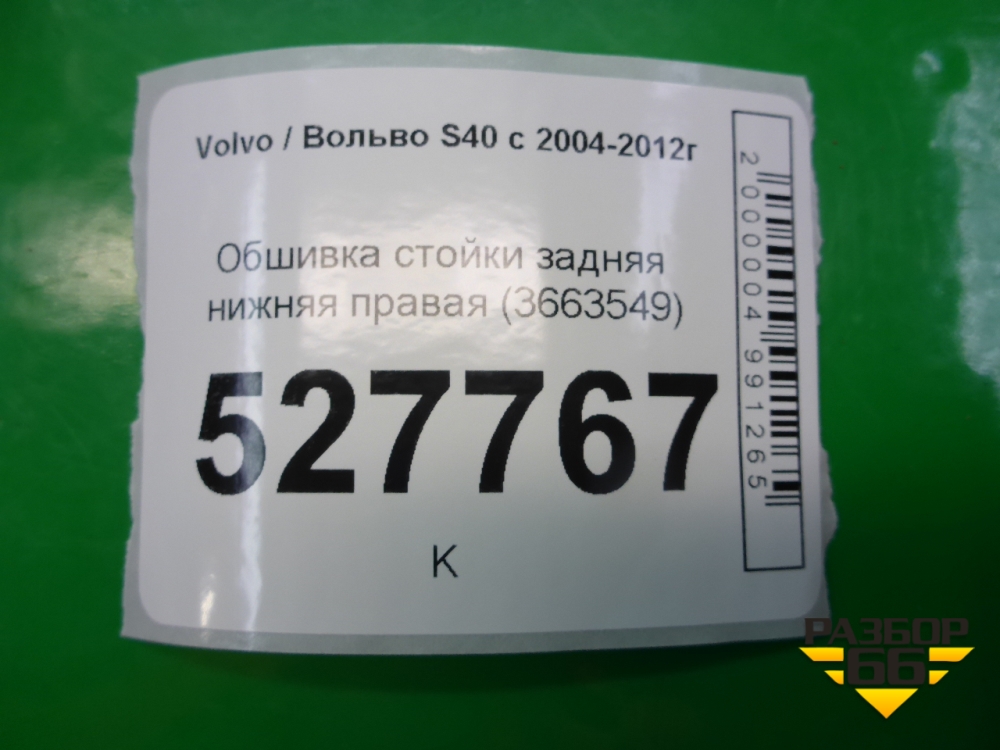 Volvo / Вольво S40 с 2004-2012г
Обшивка стойки задняя
нижняя правая (3663549)
527767
К
2000004991265
РАЗБОР
66